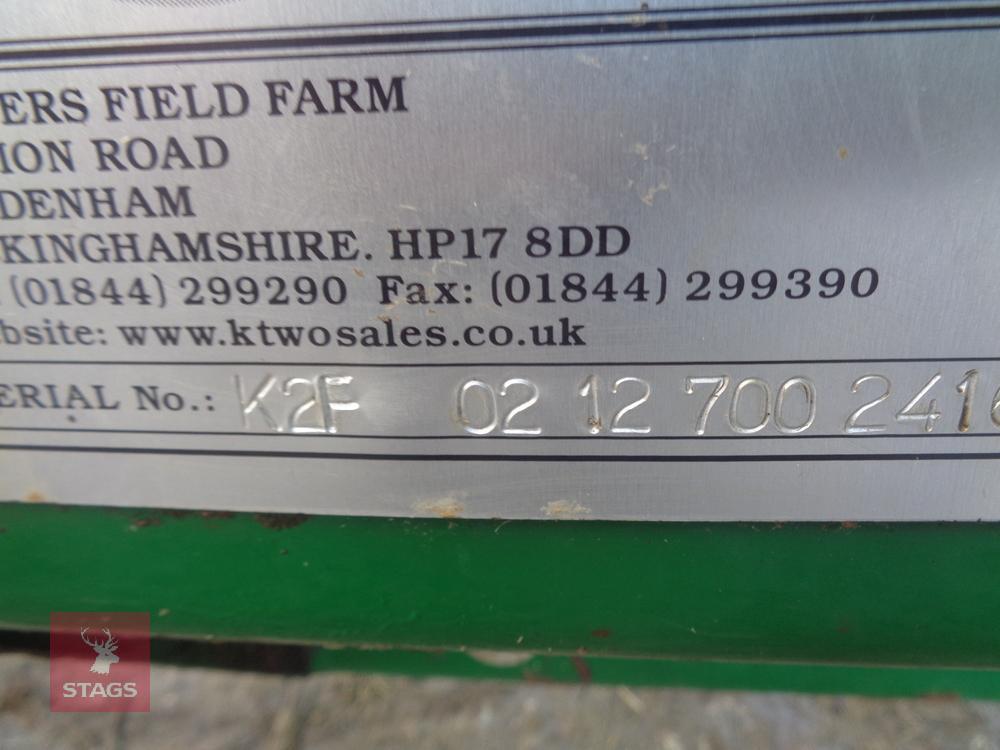 ERS FIELD FARM
ION ROAD
DENHAM
KINGHAMSHIRE. HP17 8DD
(01844) 299290 Fax: (01844) 299390
bsite: www.ktwosales.co.uk
ERIAL No.: K2F 02 12 700 2416
STAGS